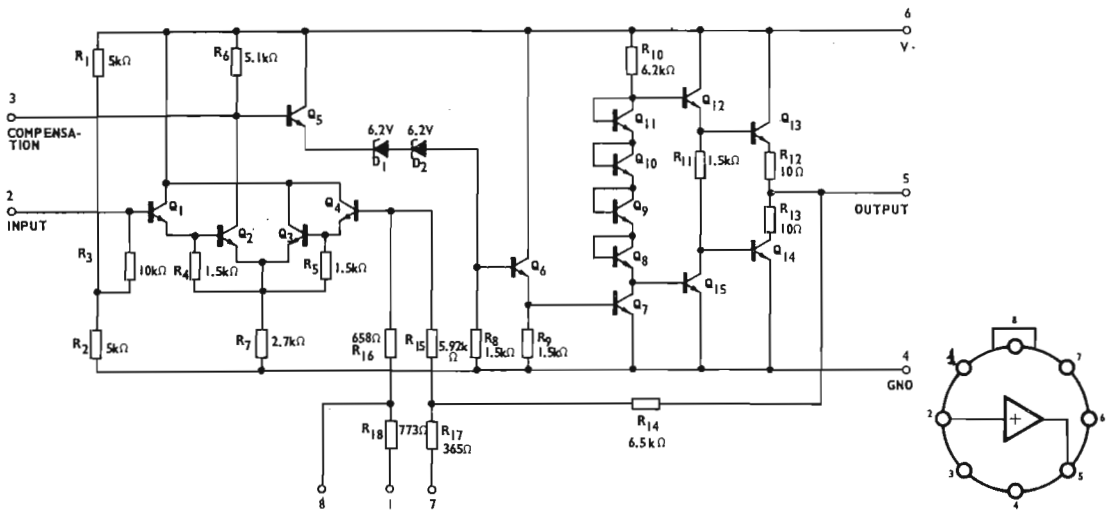 6
V-
R1
5kΩ
R6
5.1kΩ
R10
6.2kΩ
3
COMPENSA-
TION
Q5
Q12
Q11
Q13
6.2V
6.2V
D1
D2
Q10
R11
1.5kΩ
R12
10Ω
2
INPUT
Q1
Q4
5
OUTPUT
Q2
Q3
Q9
R13
10Ω
R3
10kΩ
R4
1.5kΩ
R5
1.5kΩ
Q6
Q8
Q14
Q7
Q15
R2
5kΩ
R7
2.7kΩ
658Ω
R16
R15
5.92k
Ω
R8
1.5kΩ
R9
1.5kΩ
4
GNO
R18
773Ω
R17
365Ω
R14
6.5kΩ
8
1
7
8
7
2
+
6
3
5
4